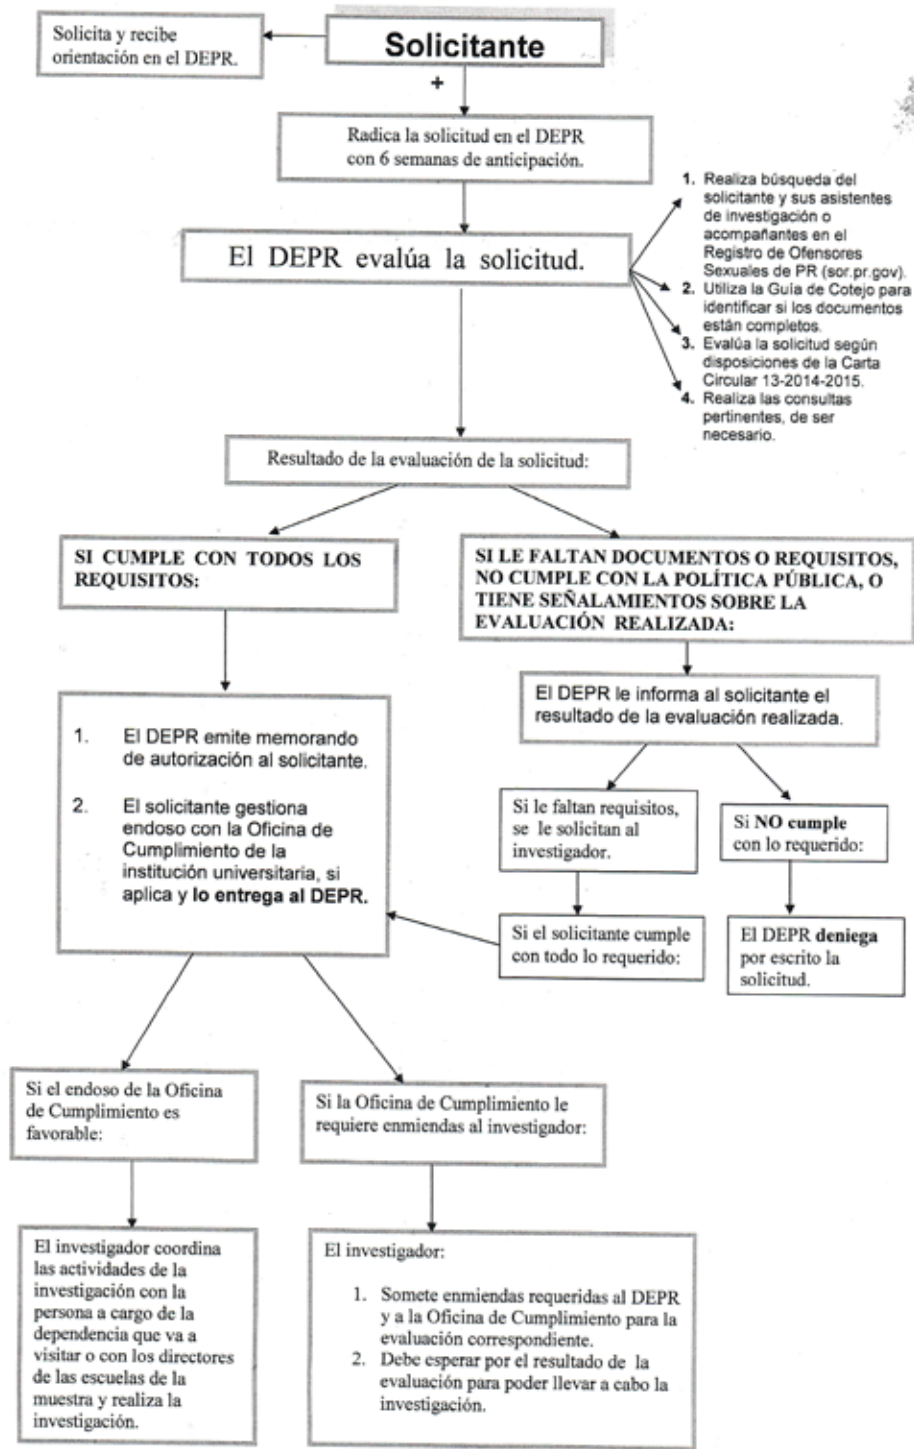 Solicita y recibe
orientación en el DEPR.
Solicitante
+
Radica la solicitud en el DEPR
con 6 semanas de anticipación.
El DEPR evalúa la solicitud.
1. Realiza búsqueda del
solicitante y sus asistentes
de investigación o
acompañantes en el
Registro de Ofensores
Sexuales de PR (sor.pr.gov).
2. Utiliza la Guía de Cotejo para
identificar si los documentos
están completos.
3. Evalúa la solicitud según
disposiciones de la Carta
Circular 13-2014-2015.
4. Realiza las consultas
pertinentes, de ser
necesario.
Resultado de la evaluación de la solicitud:
SI CUMPLE CON TODOS LOS
REQUISITOS:
SI LE FALTAN DOCUMENTOS O REQUISITOS,
NO CUMPLE CON LA POLÍTICA PÚBLICA, O
TIENE SEÑALAMIENTOS SOBRE LA
EVALUACIÓN REALIZADA:
El DEPR le informa al solicitante el
resultado de la evaluación realizada.
1. El DEPR emite memorando
de autorización al solicitante.
2. El solicitante gestiona
endoso con la Oficina de
Cumplimiento de la
institución universitaria, si
aplica y lo entrega al DEPR.
Si le faltan requisitos,
se le solicitan al
investigador.
Si NO cumple
con lo requerido:
Si el solicitante cumple
con todo lo requerido:
El DEPR deniega
por escrito la
solicitud.
Si el endoso de la Oficina
de Cumplimiento es
favorable:
Si la Oficina de Cumplimiento le
requiere enmiendas al investigador:
El investigador coordina
las actividades de la
investigación con la
persona a cargo de la
dependencia que va a
visitar o con los directores
de las escuelas de la
muestra y realiza la
investigación.
El investigador:
1. Somete enmiendas requeridas al DEPR
y a la Oficina de Cumplimiento para la
evaluación correspondiente.
2. Debe esperar por el resultado de la
evaluación para poder llevar a cabo la
investigación.